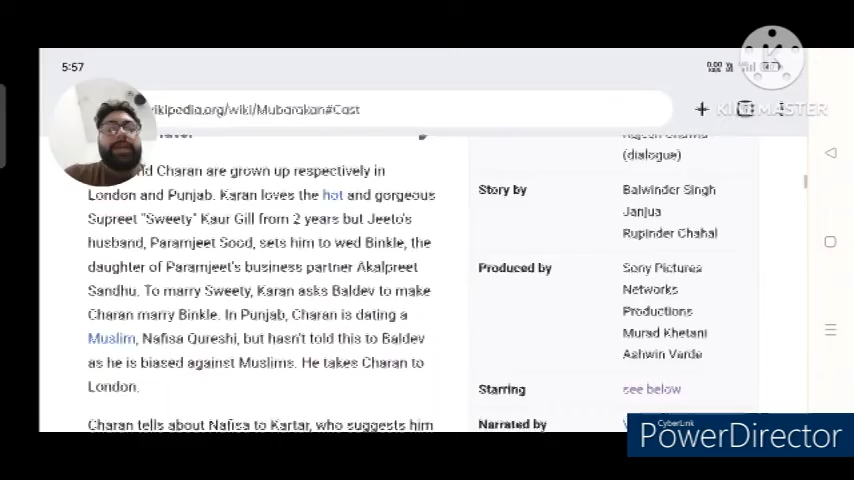 5:57
vikipedia.org/wiki/Mubarakan#Cast
KINEMASTER
nd Charan are grown up respectively in
London and Punjab. Karan loves the hot and gorgeous
Supreet "Sweety" Kaur Gill from 2 years but Jeeto's
husband, Paramjeet Sood, sets him to wed Binkle, the
daughter of Paramjeet's business partner Akalpreet
Sandhu. To marry Sweety, Karan asks Baldev to make
Charan marry Binkle. In Punjab, Charan is dating a
Muslim, Nafisa Qureshi, but hasn't told this to Baldev
as he is biased against Muslims. He takes Charan to
London.
Charan tells about Nafisa to Kartar, who suggests him
(dialogue)
Story by
Balwinder Singh
Janjua
Rupinder Chahal
Produced by
Sony Pictures
Networks
Productions
Murad Khetani
Ashwin Varde
Starring
see below
Narrated by
CyberLink
PowerDirector